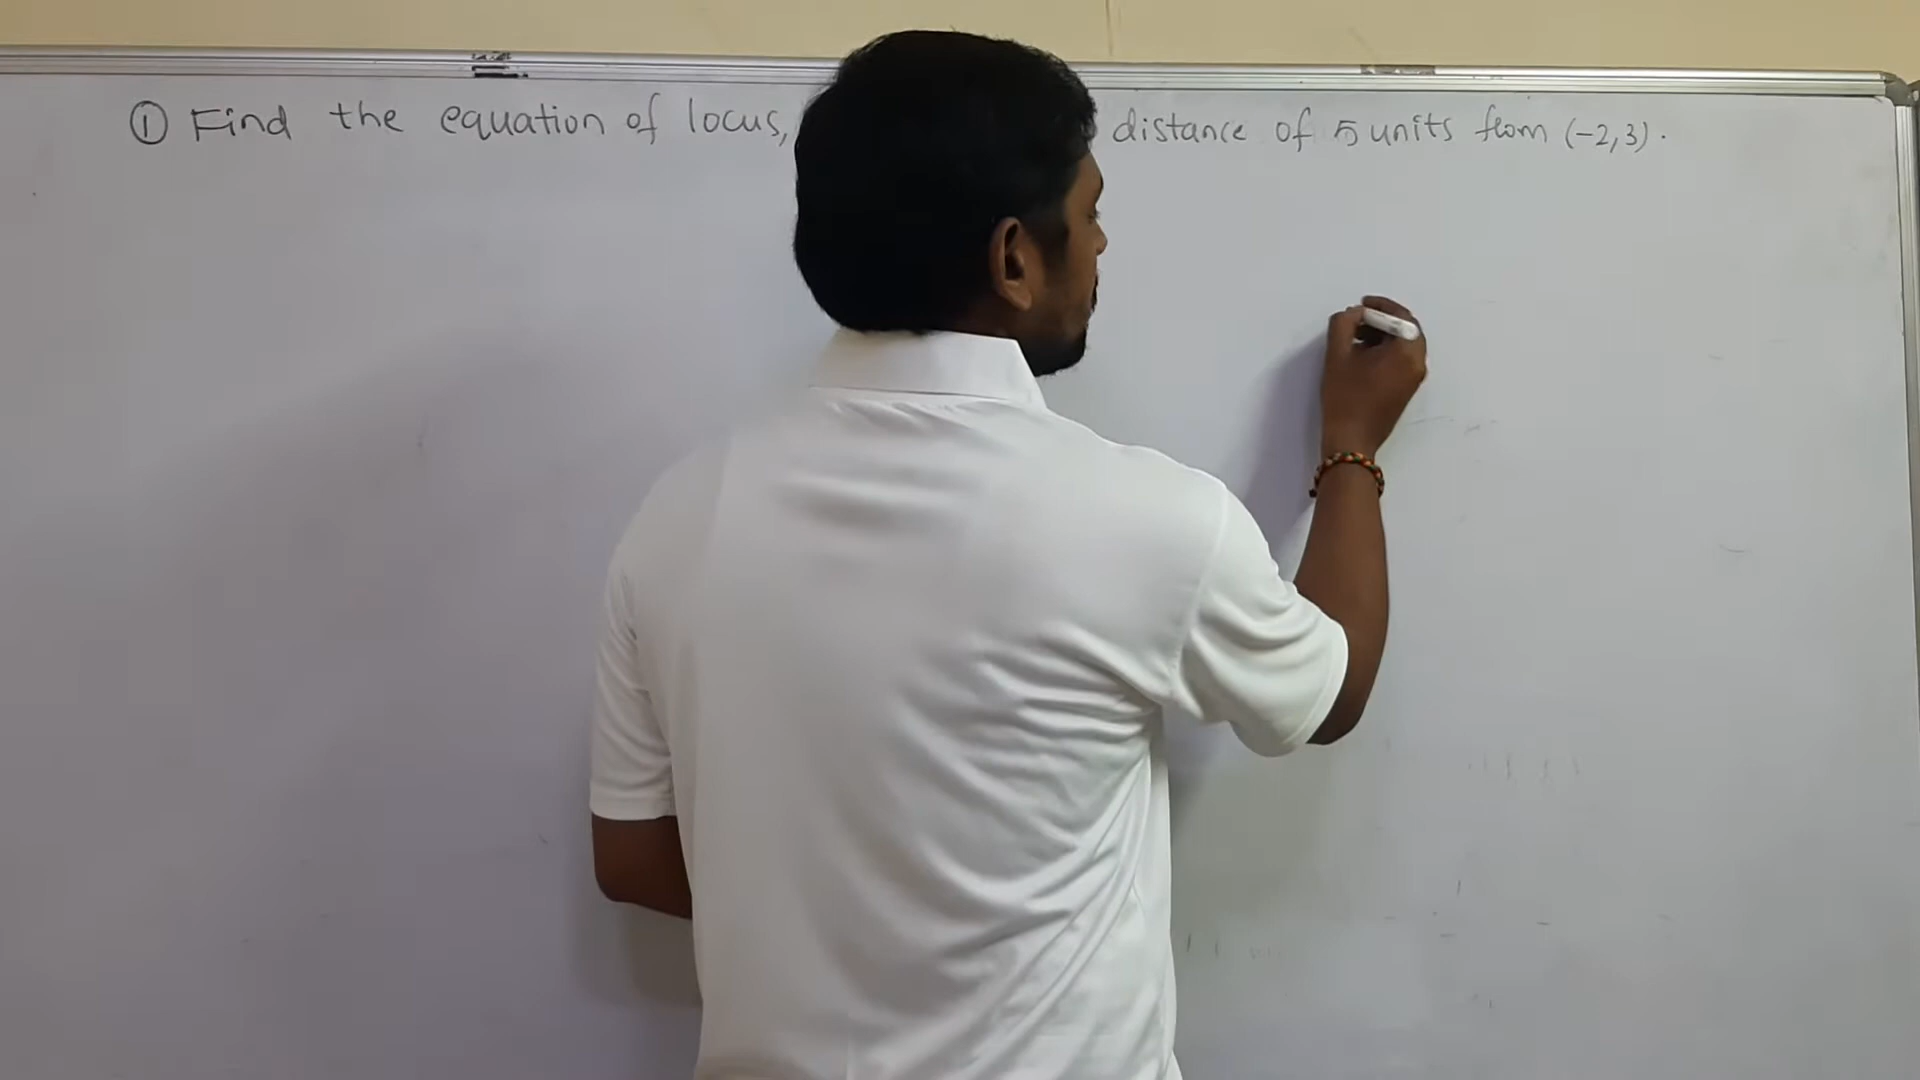 ① Find the equation of locus, distance of 5 units from (-2,3).